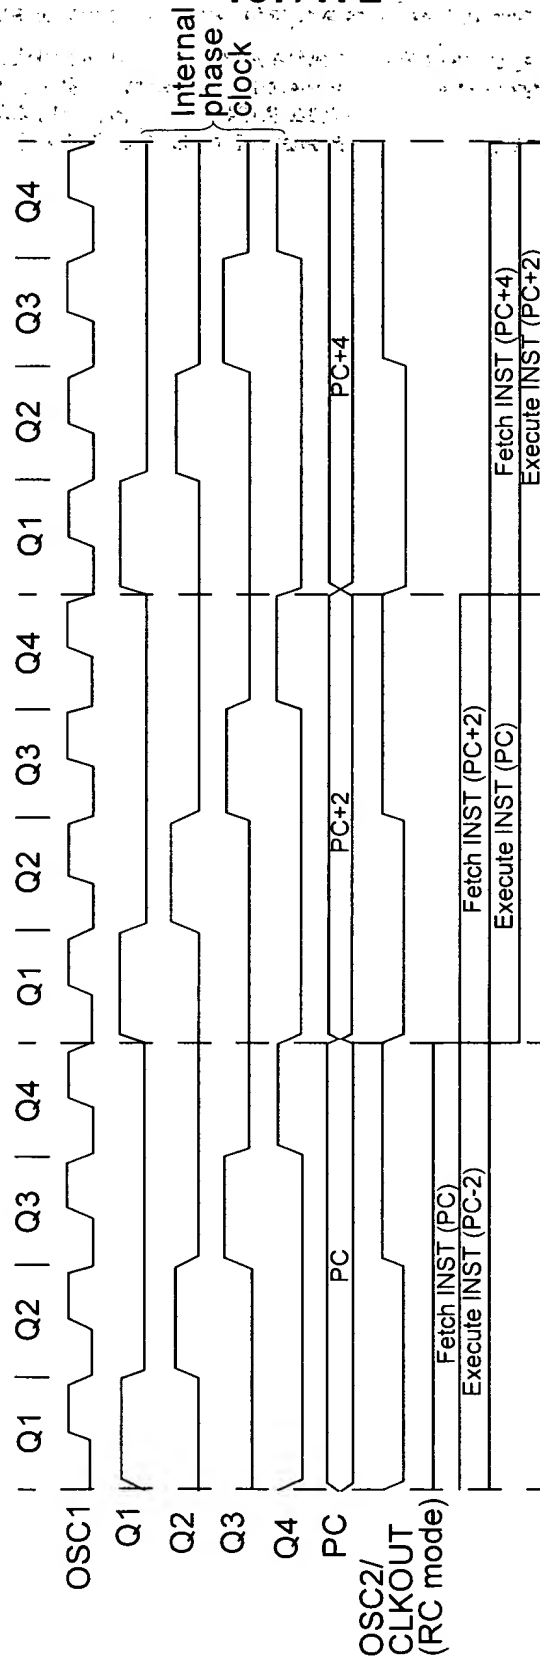 Q1 | Q2 | Q3 | Q4 | Q1 | Q2 | Q3 | Q4 | Q1 | Q2 | Q3 | Q4
OSC1
Q1
Q2
Q3
Q4
Internal
phase
clock
PC
PC
PC+2
PC+4
OSC2/
CLKOUT
(RC mode)
Fetch INST (PC)
Execute INST (PC-2)
Fetch INST (PC+2)
Execute INST (PC)
Fetch INST (PC+4)
Execute INST (PC+2)